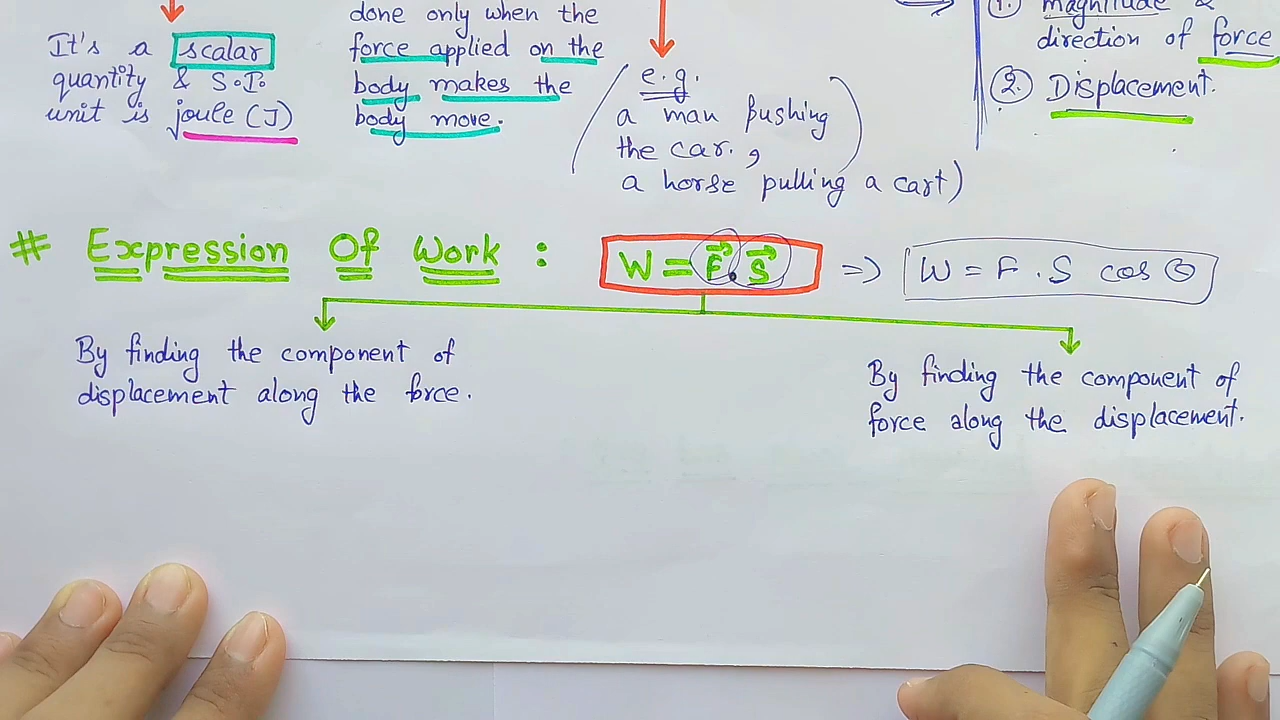 It's a scalar
quantity & S.I.
unit is joule (J)
done only when the
force applied on the
body makes the
body move.
e.g.
a man pushing
the car. ,
a horse pulling a cart)
1. magnitude &
direction of force
2. Displacement.
# Expression Of Work : W = F⃗ . S⃗ => W = F . S cos Θ
By finding the component of
displacement along the force.
By finding the component of
force along the displacement.